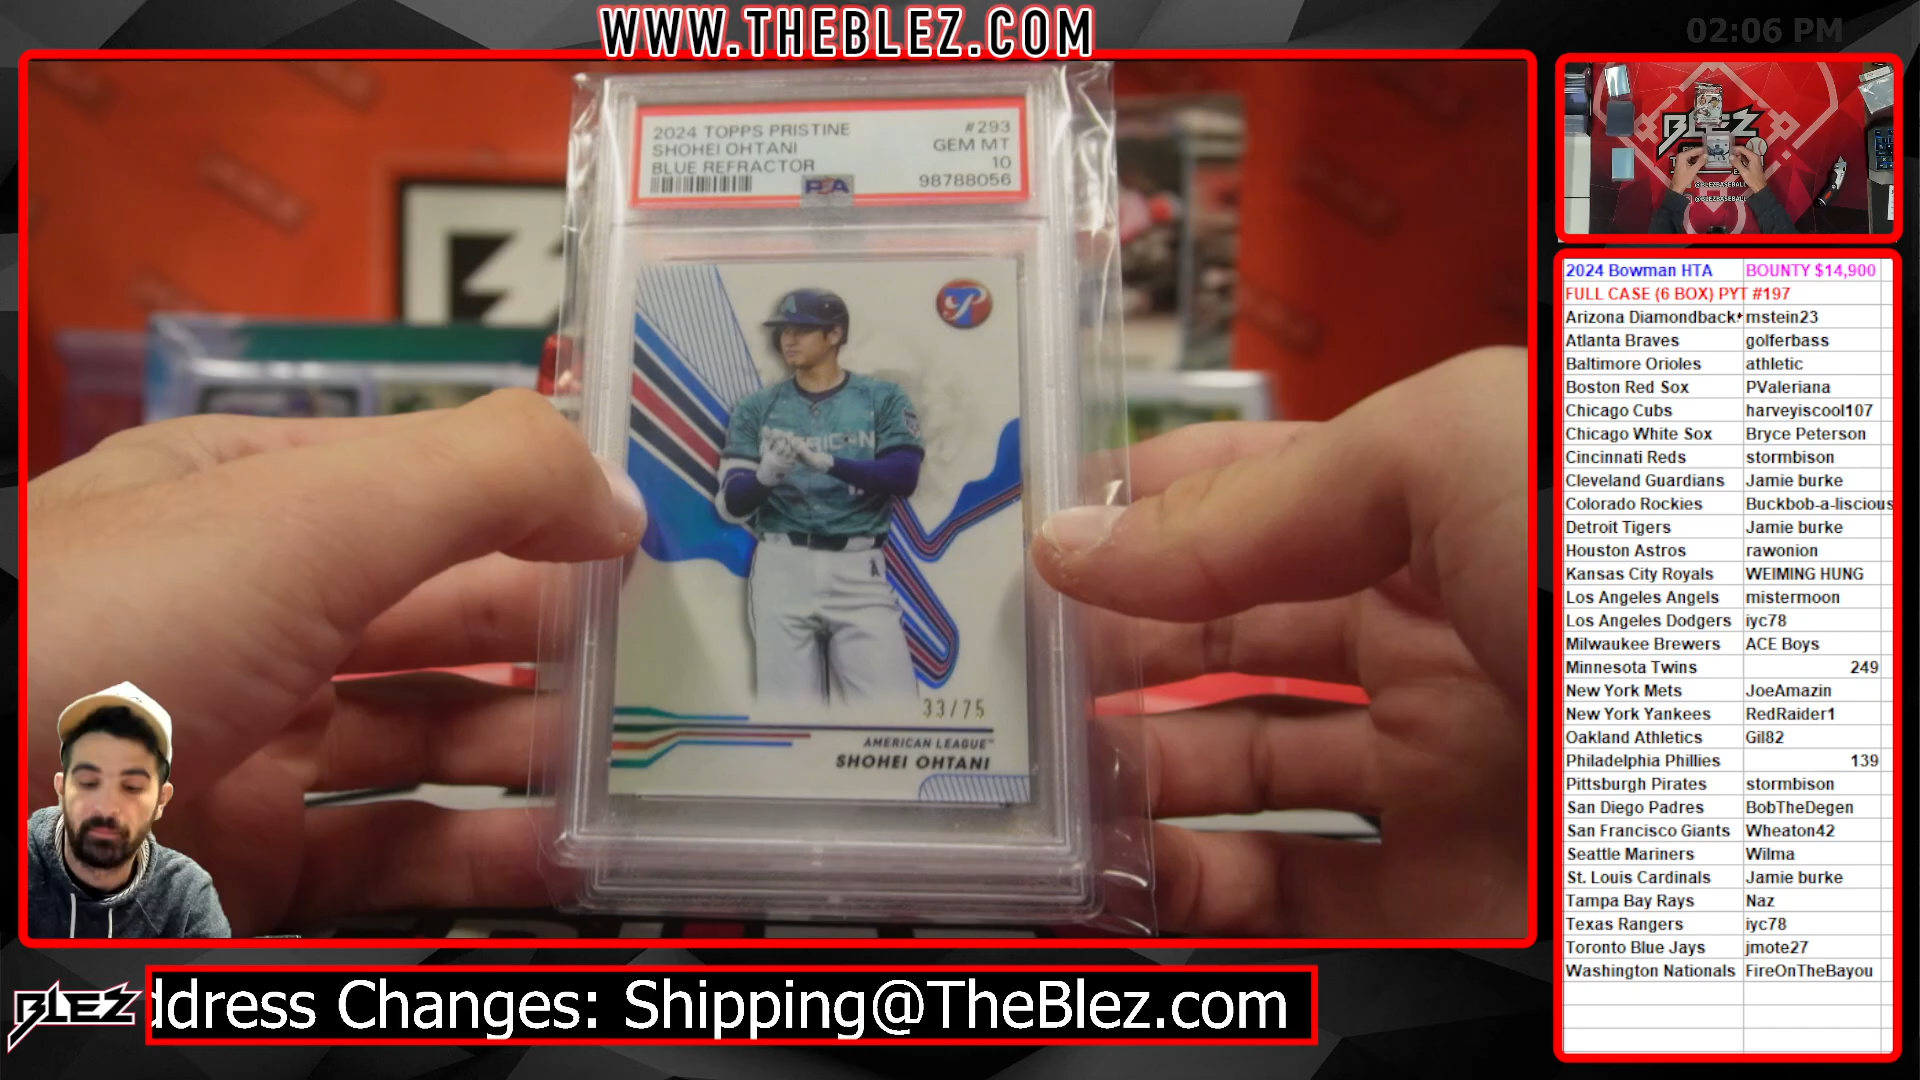 WWW.THEBLEZ.COM
02:06 PM
2024 TOPPS PRISTINE #293
SHOHEI OHTANI GEM MT
BLUE REFRACTOR 10
PSA 98788056
AMERICAN
A
33/75
AMERICAN LEAGUE™
SHOHEI OHTANI
BLEZ
@BLEZBASEBALL
@BLEZBASEBALL
2024 Bowman HTA BOUNTY $14,900
FULL CASE (6 BOX) PYT #197
Arizona Diamondback mstein23
Atlanta Braves golferbass
Baltimore Orioles athletic
Boston Red Sox PValeriana
Chicago Cubs harveyiscool107
Chicago White Sox Bryce Peterson
Cincinnati Reds stormbison
Cleveland Guardians Jamie burke
Colorado Rockies Buckbob-a-liscious
Detroit Tigers Jamie burke
Houston Astros rawonion
Kansas City Royals WEIMING HUNG
Los Angeles Angels mistermoon
Los Angeles Dodgers iyc78
Milwaukee Brewers ACE Boys
Minnesota Twins 249
New York Mets JoeAmazin
New York Yankees RedRaider1
Oakland Athletics Gil82
Philadelphia Phillies 139
Pittsburgh Pirates stormbison
San Diego Padres BobTheDegen
San Francisco Giants Wheaton42
Seattle Mariners Wilma
St. Louis Cardinals Jamie burke
Tampa Bay Rays Naz
Texas Rangers iyc78
Toronto Blue Jays jmote27
Washington Nationals FireOnTheBayou
BLEZ
ddress Changes: Shipping@TheBlez.com